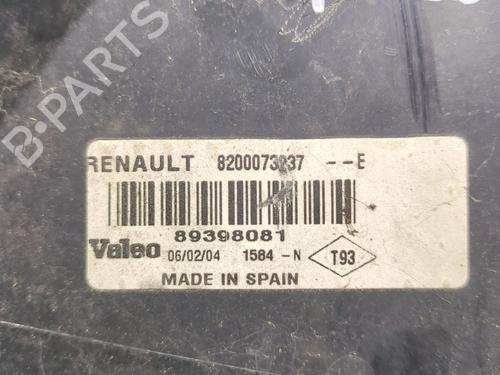 B-PARTS
RENAULT 8200073237 --E
89398081
Valeo 06/02/04 1584 -N T93
MADE IN SPAIN